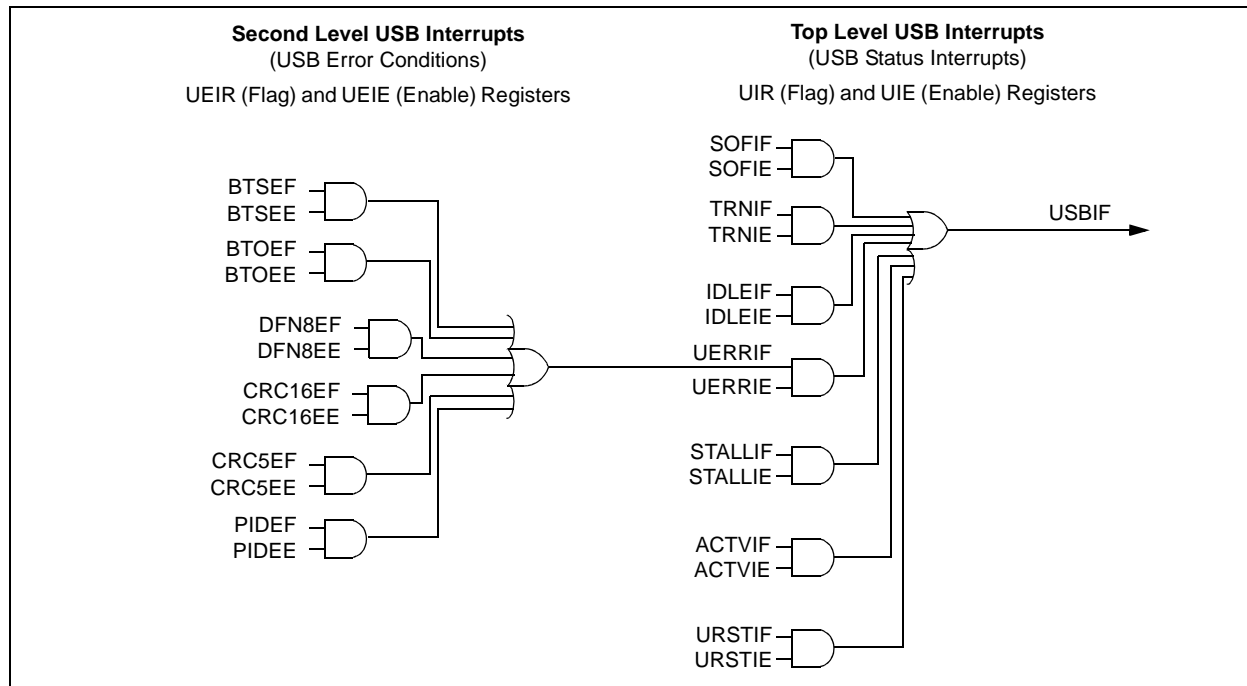 Second Level USB Interrupts
(USB Error Conditions)
UEIR (Flag) and UEIE (Enable) Registers
BTSEF
BTSEE
BTOEF
BTOEE
DFN8EF
DFN8EE
CRC16EF
CRC16EE
CRC5EF
CRC5EE
PIDEF
PIDEE
Top Level USB Interrupts
(USB Status Interrupts)
UIR (Flag) and UIE (Enable) Registers
SOFIF
SOFIE
TRNIF
TRNIE
IDLEIF
IDLEIE
UERRIF
UERRIE
STALLIF
STALLIE
ACTVIF
ACTVIE
URSTIF
URSTIE
USBIF